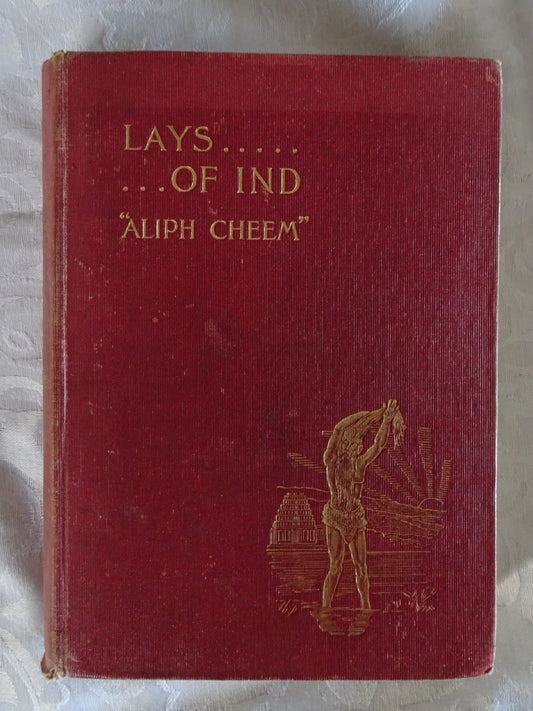 LAYS.....
...OF IND
"ALIPH CHEEM"